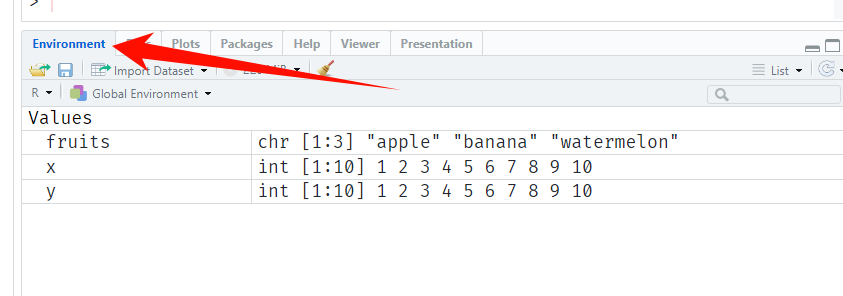 >
Environment Plots Packages Help Viewer Presentation
Import Dataset List
R Global Environment
Values
fruits chr [1:3] "apple" "banana" "watermelon"
x int [1:10] 1 2 3 4 5 6 7 8 9 10
y int [1:10] 1 2 3 4 5 6 7 8 9 10